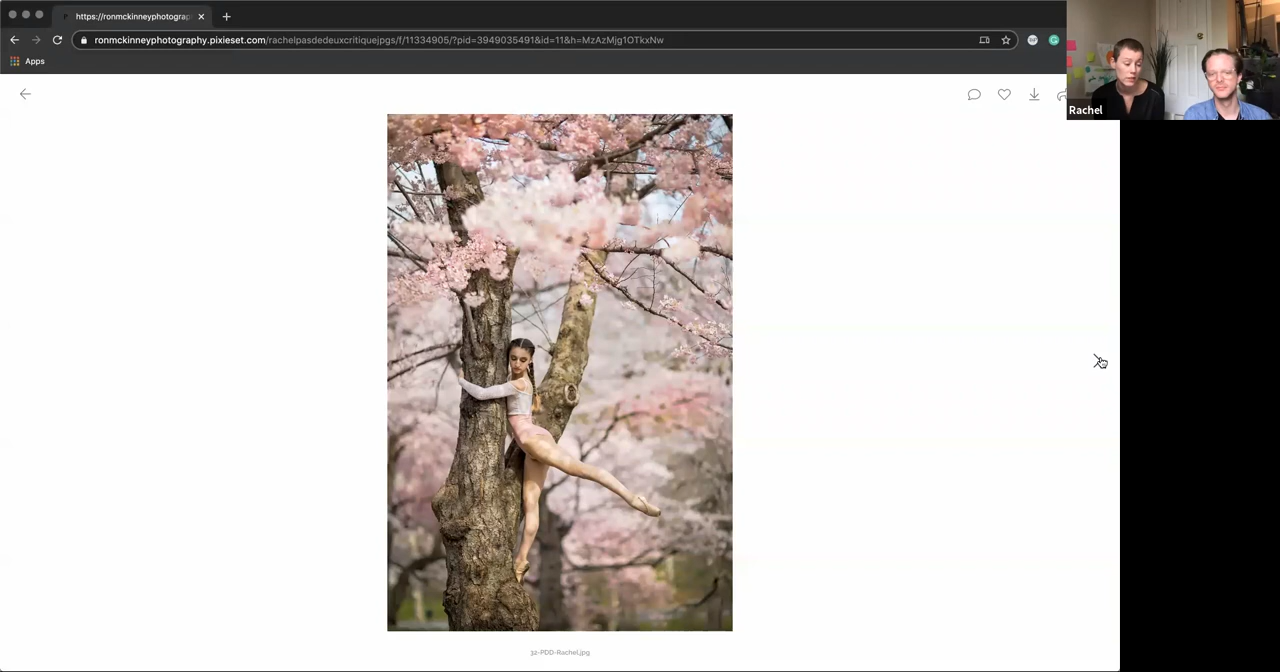 https://ronmckinneyphotograp
ronmckinneyphotography.pixieset.com/rachelpasdedeuxcritiquejpgs/f/11334905/?pid=3949035491&id=11&h=MzAzMjg1OTkxNw
Apps
Rachel
32-PDD-Rachel.jpg